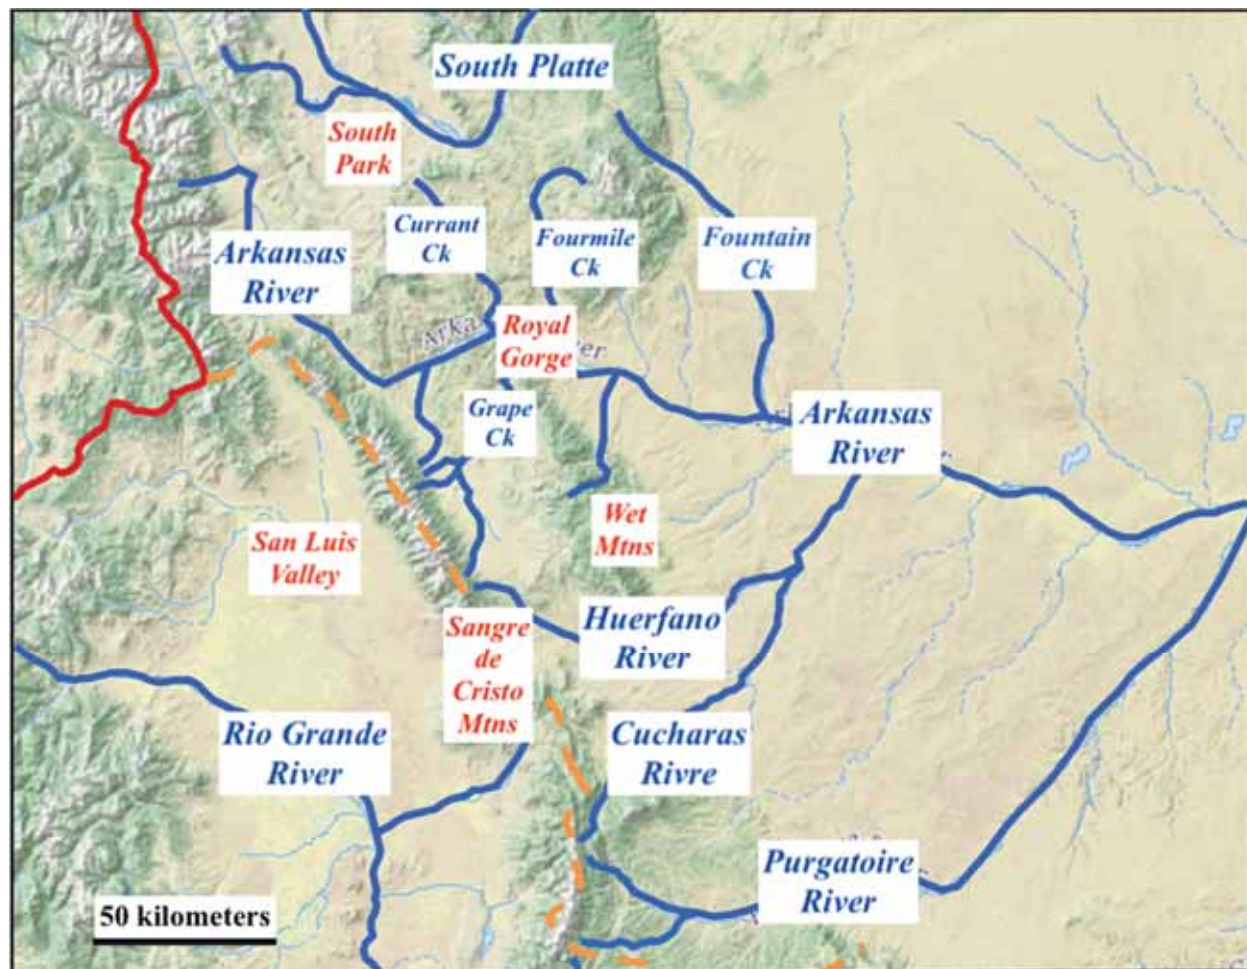 South Platte
South
Park
Currant
Ck
Fourmile
Ck
Fountain
Ck
Arkansas
River
Arka
Royal
Gorge
er
Grape
Ck
Arkansas
River
Wet
Mtns
San Luis
Valley
Sangre
de
Cristo
Mtns
Huerfano
River
Rio Grande
River
Cucharas
Rivre
Purgatoire
River
50 kilometers